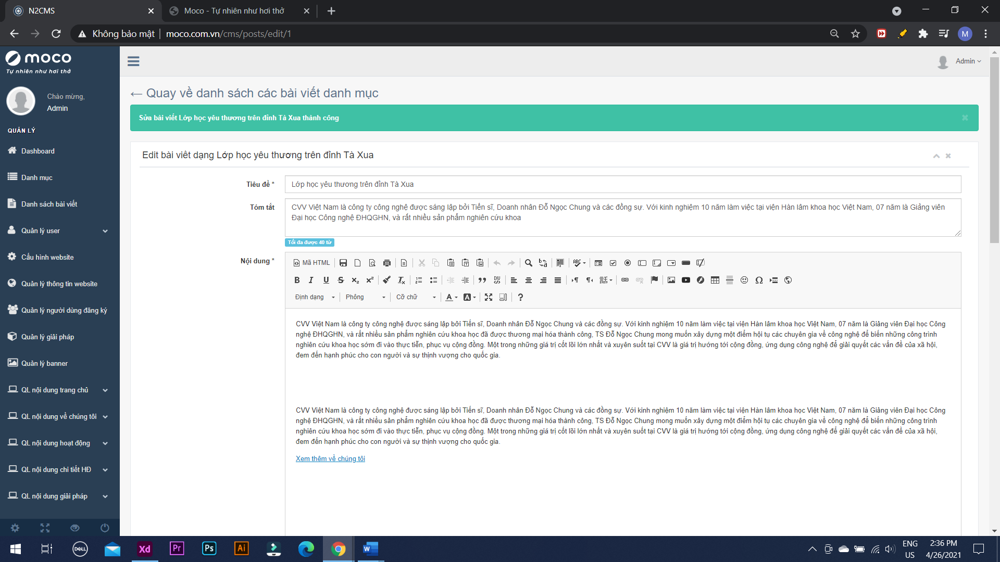 N2CMS
Moco - Tự nhiên như hơi thở
Không bảo mật
moco.com.vn/cms/posts/edit/1
M
moco
Tự nhiên như hơi thở
Admin
Chào mừng,
Admin
QUẢN LÝ
Dashboard
Danh mục
Danh sách bài viết
Quản lý user
Cấu hình website
Quản lý thông tin website
Quản lý người dùng đăng ký
Quản lý giải pháp
Quản lý banner
QL nội dung trang chủ
QL nội dung về chúng tôi
QL nội dung hoạt động
QL nội dung chi tiết HĐ
QL nội dung giải pháp
← Quay về danh sách các bài viết danh mục
Sửa bài viết Lớp học yêu thương trên đỉnh Tà Xua thành công
Edit bài viết dạng Lớp học yêu thương trên đỉnh Tà Xua
Tiêu đề *
Lớp học yêu thương trên đỉnh Tà Xua
Tóm tắt
CVV Việt Nam là công ty công nghệ được sáng lập bởi Tiến sĩ, Doanh nhân Đỗ Ngọc Chung và các đồng sự. Với kinh nghiệm 10 năm làm việc tại viện Hàn lâm khoa học Việt Nam, 07 năm là Giảng viên
Đại học Công nghệ ĐHQGHN, và rất nhiều sản phẩm nghiên cứu khoa
Tối đa được 40 từ
Nội dung *
Mã HTML
Định dạng
Phông
Cỡ chữ
CVV Việt Nam là công ty công nghệ được sáng lập bởi Tiến sĩ, Doanh nhân Đỗ Ngọc Chung và các đồng sự. Với kinh nghiệm 10 năm làm việc tại viện Hàn lâm khoa học Việt Nam, 07 năm là Giảng viên Đại học Công
nghệ ĐHQGHN, và rất nhiều sản phẩm nghiên cứu khoa học đã được thương mại hóa thành công, TS Đỗ Ngọc Chung mong muốn xây dựng một điểm hội tụ các chuyên gia về công nghệ để biến những công trình
nghiên cứu khoa học sớm đi vào thực tiễn, phục vụ cộng đồng. Một trong những giá trị cốt lõi lớn nhất và xuyên suốt tại CVV là giá trị hướng tới cộng đồng, ứng dụng công nghệ để giải quyết các vấn đề của xã hội,
đem đến hạnh phúc cho con người và sự thịnh vượng cho quốc gia.
CVV Việt Nam là công ty công nghệ được sáng lập bởi Tiến sĩ, Doanh nhân Đỗ Ngọc Chung và các đồng sự. Với kinh nghiệm 10 năm làm việc tại viện Hàn lâm khoa học Việt Nam, 07 năm là Giảng viên Đại học Công
nghệ ĐHQGHN, và rất nhiều sản phẩm nghiên cứu khoa học đã được thương mại hóa thành công, TS Đỗ Ngọc Chung mong muốn xây dựng một điểm hội tụ các chuyên gia về công nghệ để biến những công trình
nghiên cứu khoa học sớm đi vào thực tiễn, phục vụ cộng đồng. Một trong những giá trị cốt lõi lớn nhất và xuyên suốt tại CVV là giá trị hướng tới cộng đồng, ứng dụng công nghệ để giải quyết các vấn đề của xã hội,
đem đến hạnh phúc cho con người và sự thịnh vượng cho quốc gia.
Xem thêm về chúng tôi
DELL
Xd
Pr
Ps
Ai
W
ENG
US
2:36 PM
4/26/2021